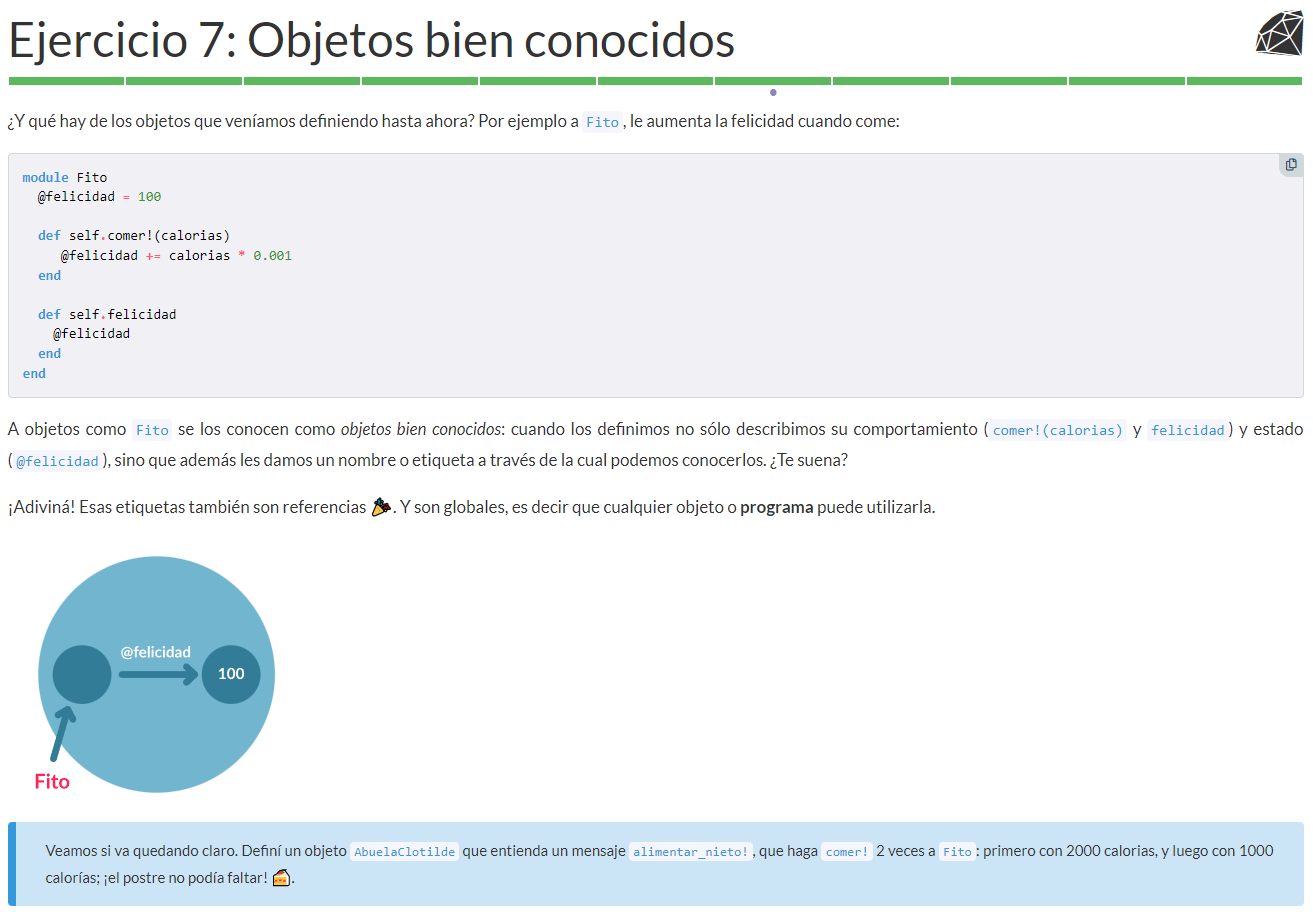 Ejercicio 7: Objetos bien conocidos
¿Y qué hay de los objetos que veníamos definiendo hasta ahora? Por ejemplo a Fito, le aumenta la felicidad cuando come:
module Fito
  @felicidad = 100

  def self.comer!(calorias)
     @felicidad += calorias * 0.001
  end

  def self.felicidad
    @felicidad
  end
end
A objetos como Fito se los conocen como objetos bien conocidos: cuando los definimos no sólo describimos su comportamiento (comer!(calorias) y felicidad) y estado
(@felicidad), sino que además les damos un nombre o etiqueta a través de la cual podemos conocerlos. ¿Te suena?
¡Adiviná! Esas etiquetas también son referencias 🎉. Y son globales, es decir que cualquier objeto o programa puede utilizarla.
@felicidad
100
Fito
Veamos si va quedando claro. Definí un objeto AbuelaClotilde que entienda un mensaje alimentar_nieto!, que haga comer! 2 veces a Fito: primero con 2000 calorias, y luego con 1000
calorías; ¡el postre no podía faltar! 🍰.